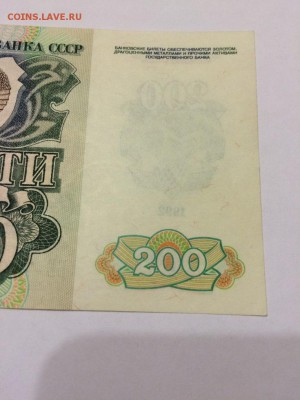 COINS.LAVE.RU
БАНКА СССР
БАНКОВСКИЕ БИЛЕТЫ ОБЕСПЕЧИВАЮТСЯ ЗОЛОТОМ,
ДРАГОЦЕННЫМИ МЕТАЛЛАМИ И ПРОЧИМИ АКТИВАМИ
ГОСУДАРСТВЕННОГО БАНКА
200